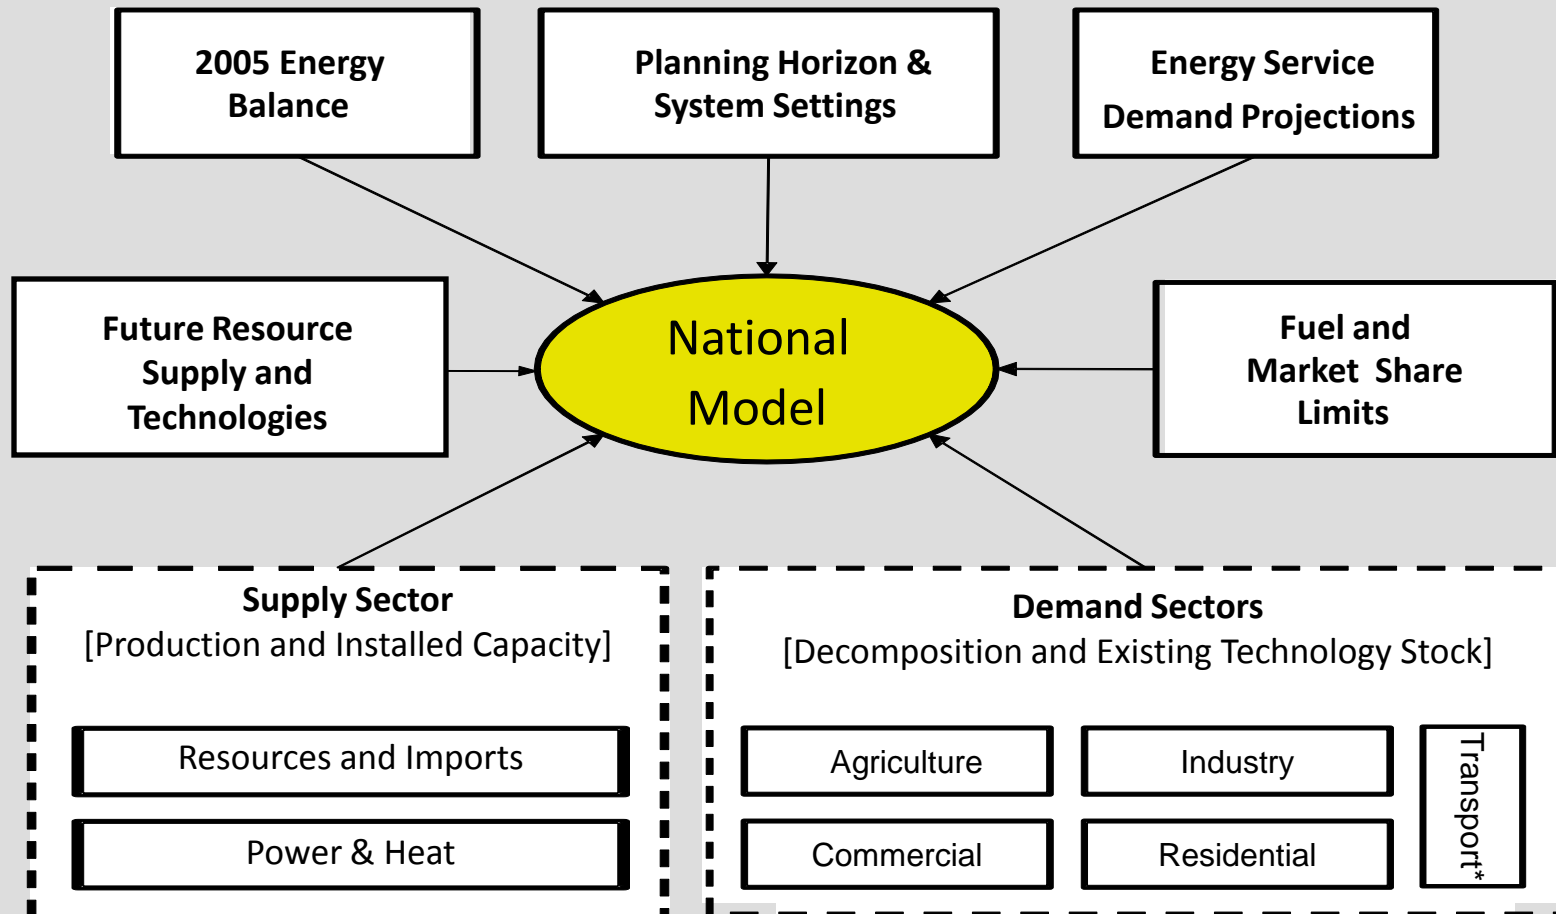 2005 Energy
Balance
Planning Horizon &
System Settings
Energy Service
Demand Projections
Future Resource
Supply and
Technologies
National
Model
Fuel and
Market Share
Limits
Supply Sector
[Production and Installed Capacity]
Resources and Imports
Power & Heat
Demand Sectors
[Decomposition and Existing Technology Stock]
Agriculture
Industry
Commercial
Residential
Transport*